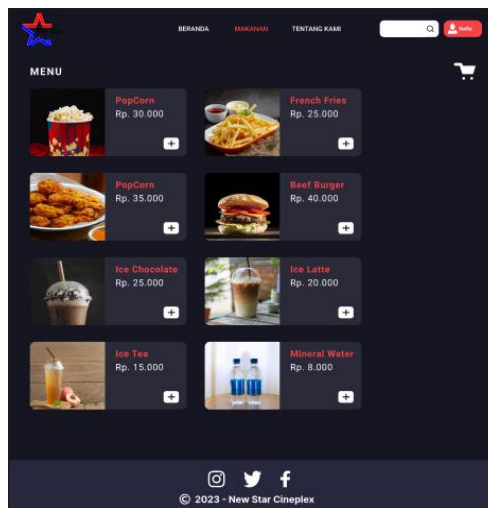 BERANDA MAKANAN TENTANG KAMI
MENU
PopCorn
Rp. 30.000
French Fries
Rp. 25.000
PopCorn
Rp. 35.000
Beef Burger
Rp. 40.000
Ice Chocolate
Rp. 25.000
Ice Latte
Rp. 20.000
Ice Tea
Rp. 15.000
Mineral Water
Rp. 8.000
© 2023 - New Star Cineplex